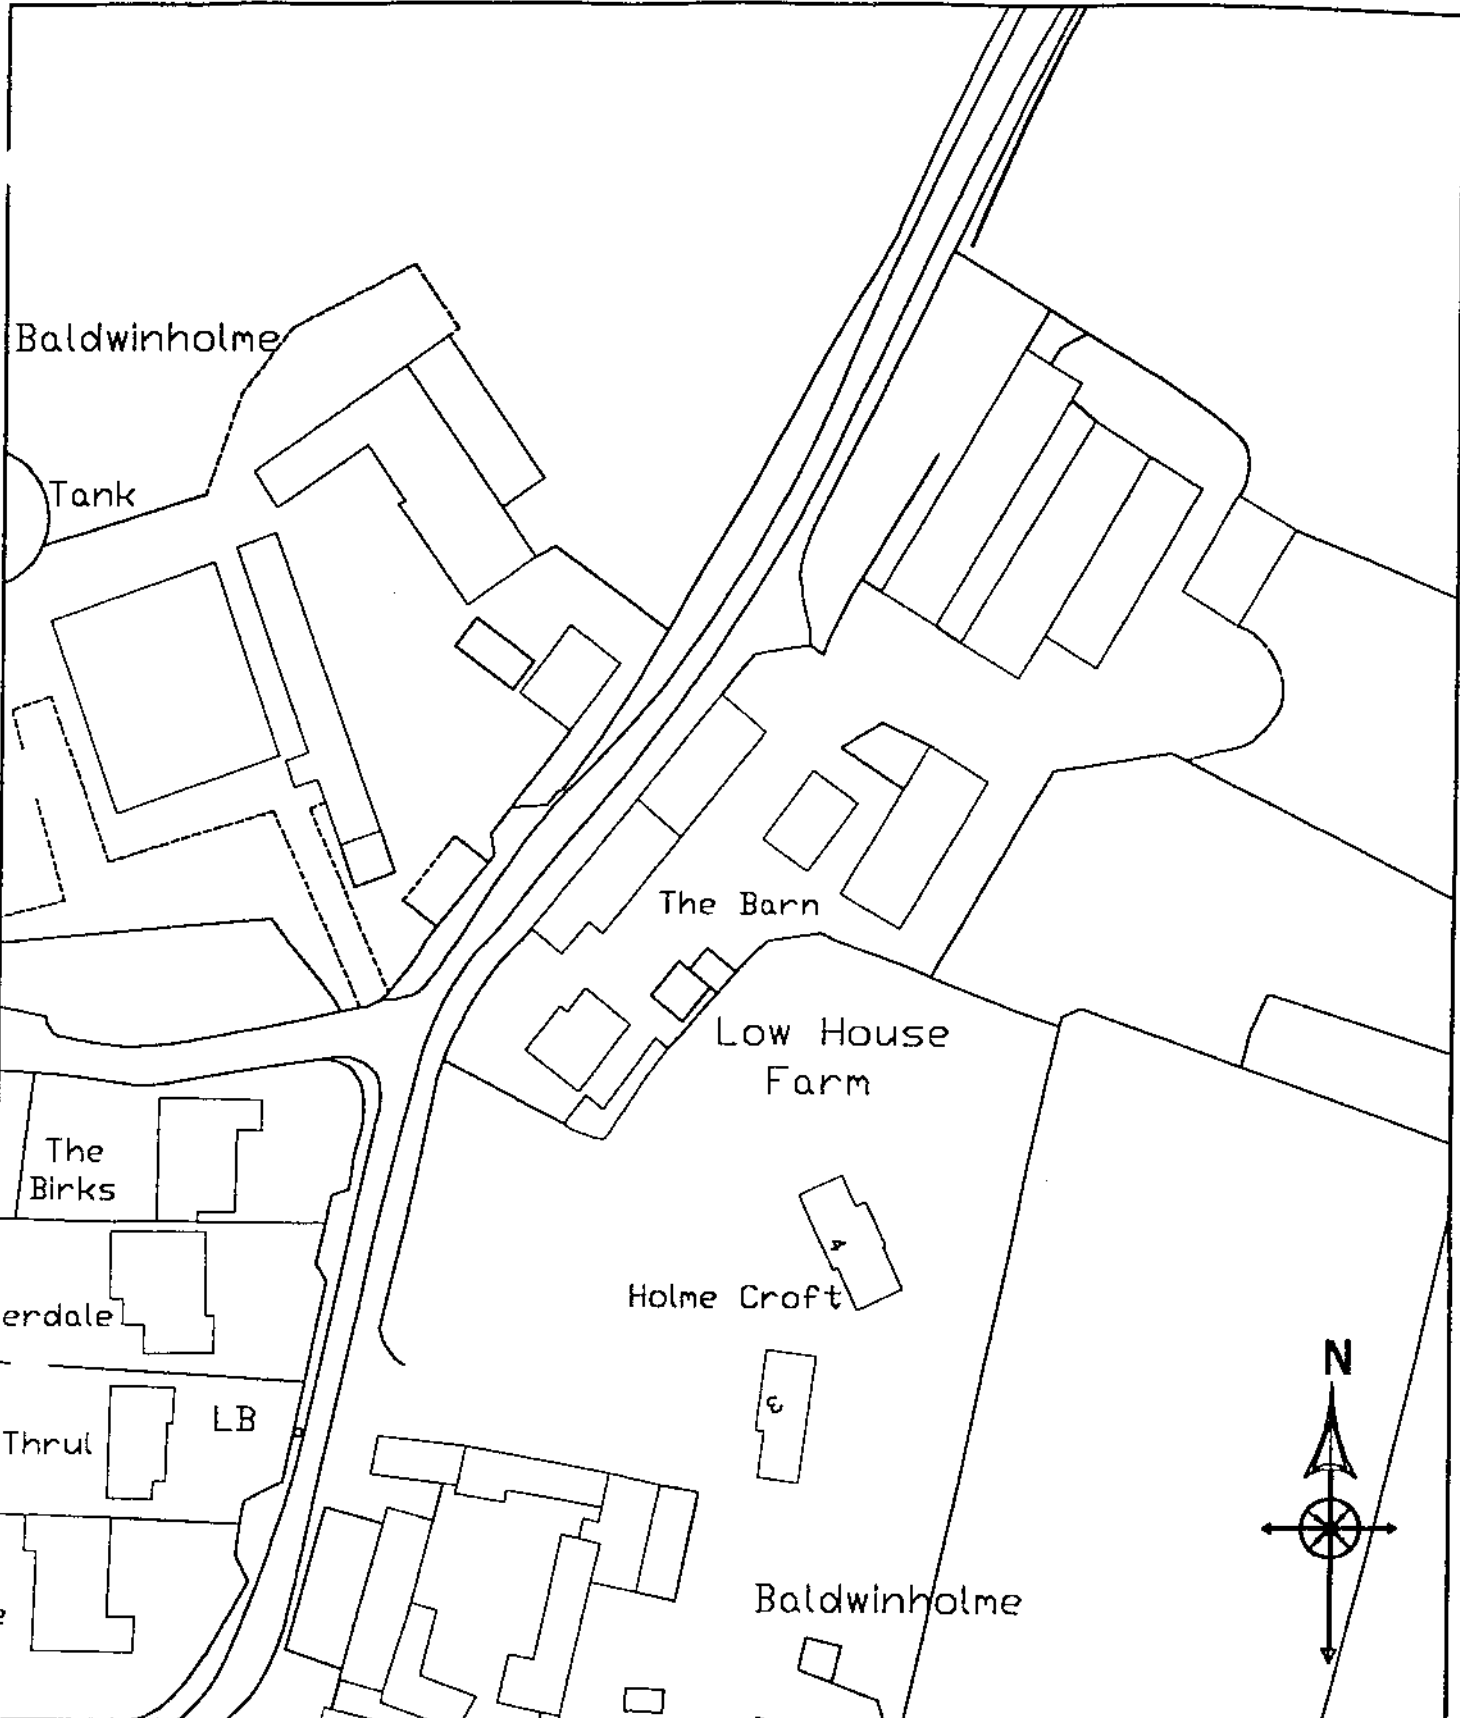 Baldwinholme
Tank
The Barn
Low House
Farm
The
Birks
4
Holme Croft
erdale
N
3
LB
Thrul
Baldwinholme
e